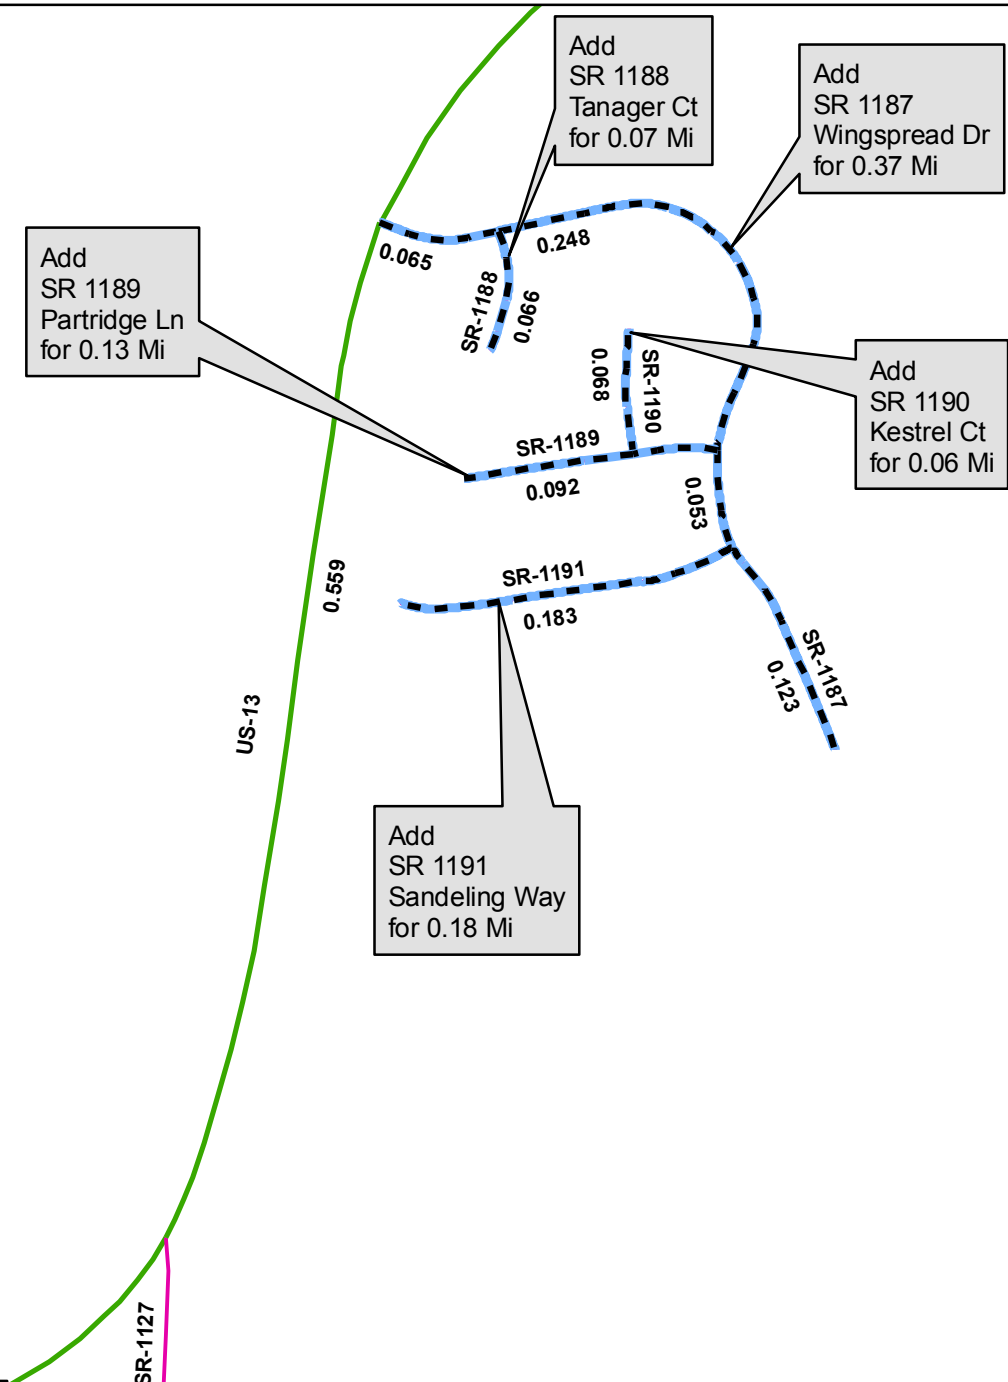 Add
SR 1188
Tanager Ct
for 0.07 Mi
Add
SR 1187
Wingspread Dr
for 0.37 Mi
Add
SR 1189
Partridge Ln
for 0.13 Mi
0.065
0.248
SR-1188
0.066
Add
SR 1190
Kestrel Ct
for 0.06 Mi
0.068
SR-1190
SR-1189
0.092
0.053
0.559
SR-1191
0.183
SR-1187
0.123
US-13
Add
SR 1191
Sandeling Way
for 0.18 Mi
SR-1127